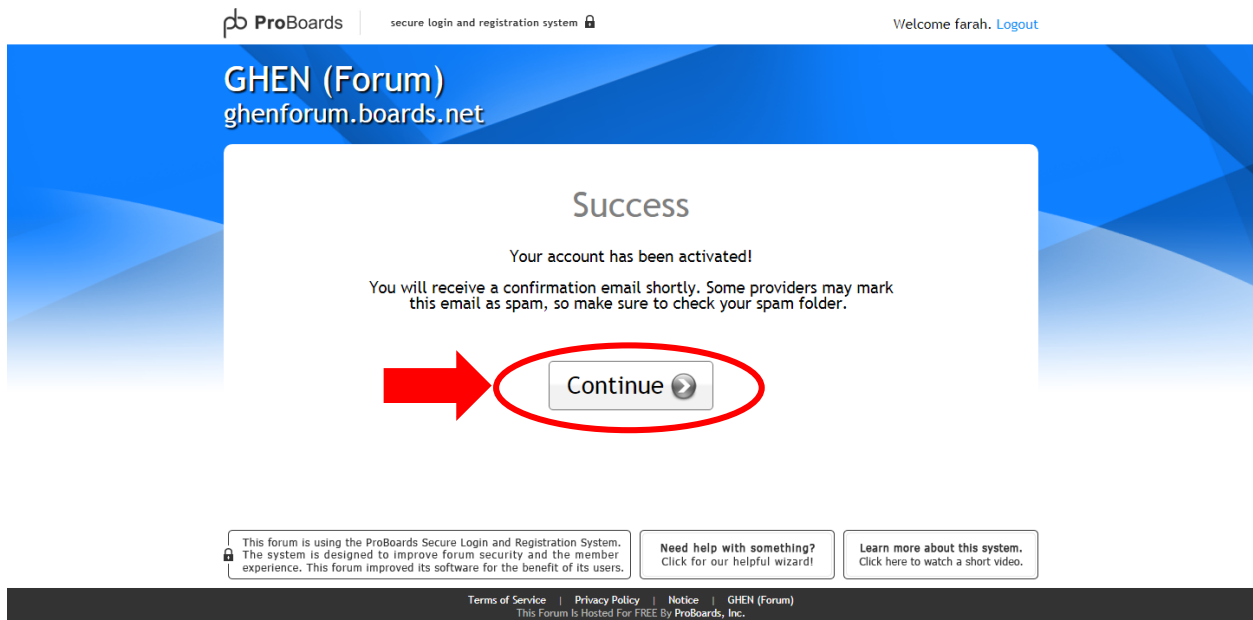 pb ProBoards
secure login and registration system
Welcome farah. Logout
GHEN (Forum)
ghenforum.boards.net
Success
Your account has been activated!
You will receive a confirmation email shortly. Some providers may mark
this email as spam, so make sure to check your spam folder.
Continue
This forum is using the ProBoards Secure Login and Registration System.
The system is designed to improve forum security and the member
experience. This forum improved its software for the benefit of its users.
Need help with something?
Click for our helpful wizard!
Learn more about this system.
Click here to watch a short video.
Terms of Service | Privacy Policy | Notice | GHEN (Forum)
This Forum Is Hosted For FREE By ProBoards, Inc.